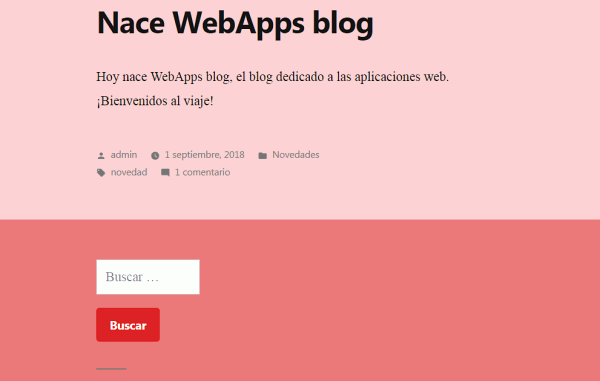 Nace WebApps blog
Hoy nace WebApps blog, el blog dedicado a las aplicaciones web.
¡Bienvenidos al viaje!
admin 1 septiembre, 2018 Novedades
novedad 1 comentario
Buscar …
Buscar